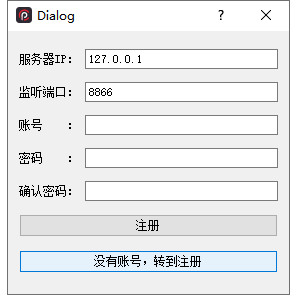 Dialog
服务器IP: 127.0.0.1
监听端口: 8866
账号 :
密码 :
确认密码:
注册
没有账号，转到注册